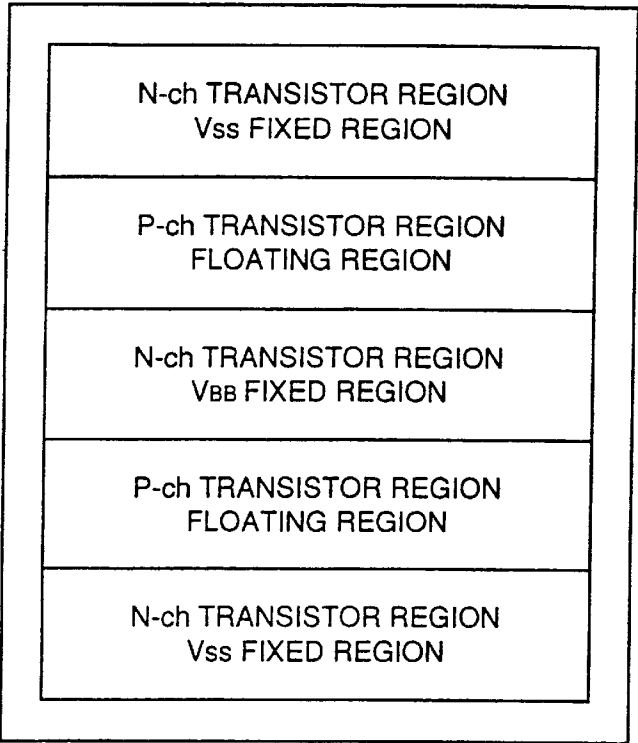 N-ch TRANSISTOR REGION
Vss FIXED REGION
P-ch TRANSISTOR REGION
FLOATING REGION
N-ch TRANSISTOR REGION
VBB FIXED REGION
P-ch TRANSISTOR REGION
FLOATING REGION
N-ch TRANSISTOR REGION
Vss FIXED REGION